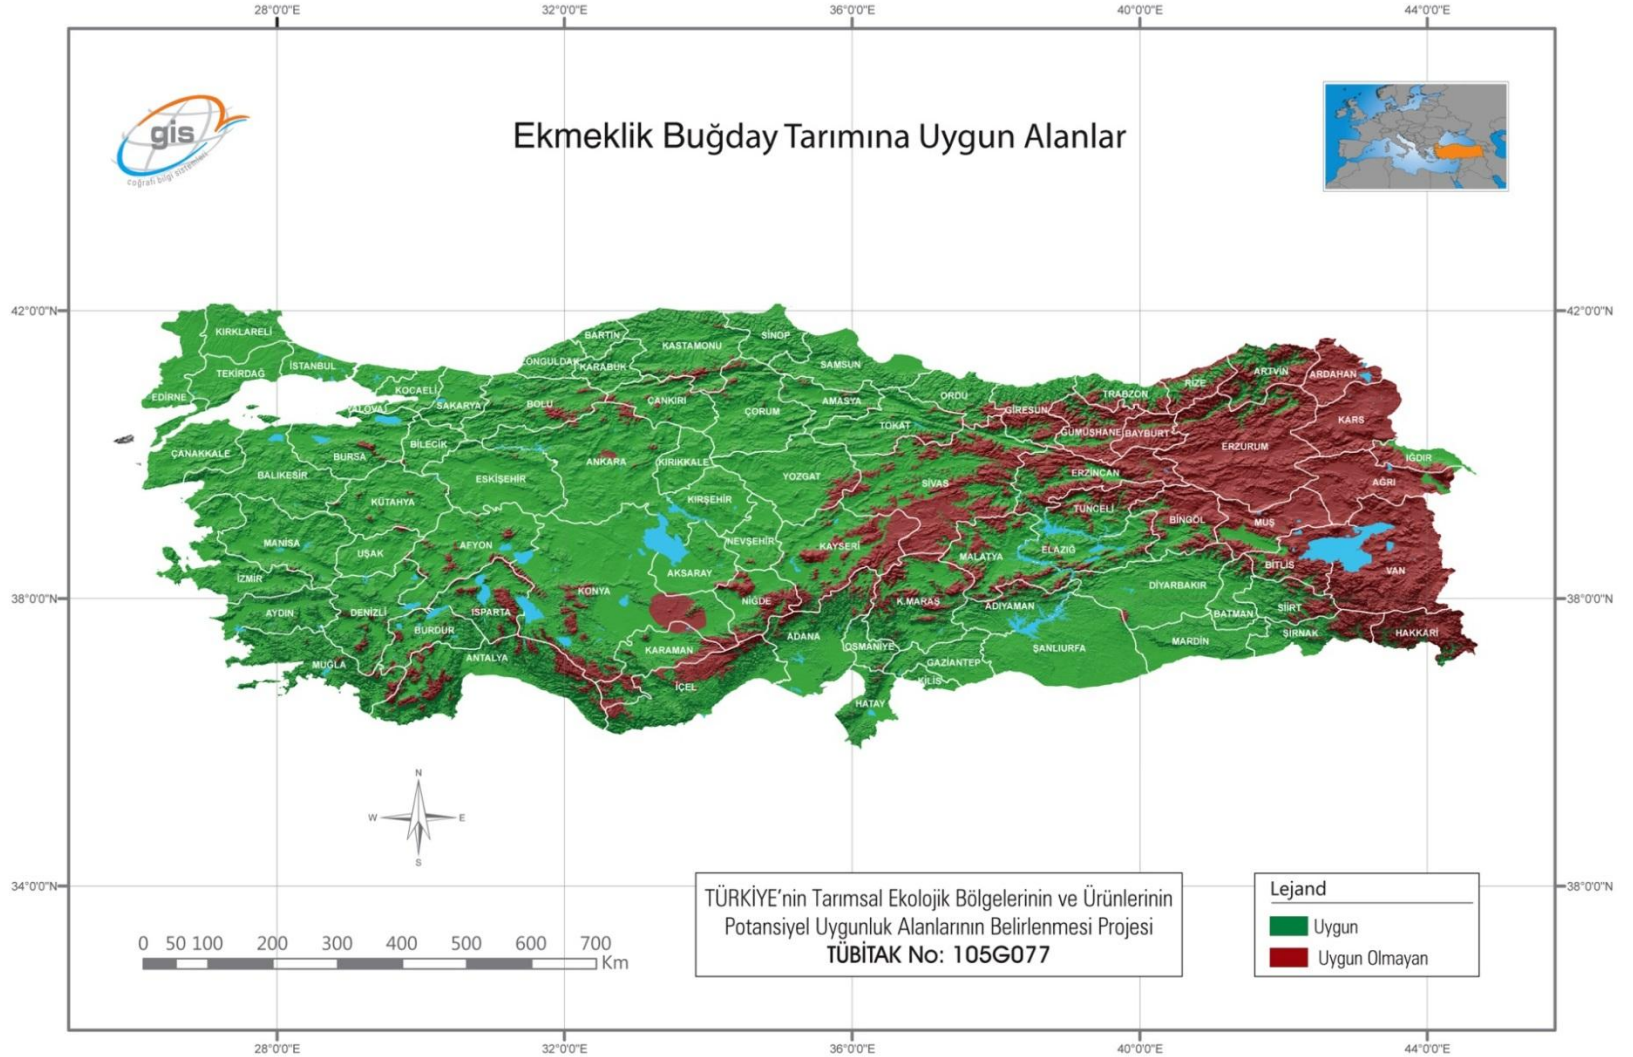 28°0'0"E 32°0'0"E 36°0'0"E 40°0'0"E 44°0'0"E
gis
coğrafi bilgi sistemleri
Ekmeklik Buğday Tarımına Uygun Alanlar
42°0'0"N 42°0'0"N
KIRKLARELİ
TEKİRDAĞ
İSTANBUL
EDİRNE
KOCAELİ
YALOVA
SAKARYA
ZONGULDAK
BARTIN
KARABÜK
KASTAMONU
SİNOP
SAMSUN
BOLU
ÇANKIRI
ÇORUM
AMASYA
ORDU
TOKAT
GİRESUN
TRABZON
RİZE
ARTVİN
ARDAHAN
KARS
GÜMÜŞHANE
BAYBURT
ERZURUM
IĞDIR
AĞRI
ÇANAKKALE
BALIKESİR
BURSA
BİLECİK
ESKİŞEHİR
ANKARA
KIRIKKALE
YOZGAT
SİVAS
ERZİNCAN
KÜTAHYA
KIRŞEHİR
TUNCELİ
BİNGÖL
MUŞ
MANİSA
UŞAK
AFYON
NEVŞEHİR
KAYSERİ
MALATYA
ELAZIĞ
BİTLİS
VAN
İZMİR
AKSARAY
DİYARBAKIR
AYDIN
DENİZLİ
ISPARTA
KONYA
NİĞDE
K.MARAŞ
ADIYAMAN
BATMAN
SİİRT
BURDUR
ADANA
OSMANİYE
ŞANLIURFA
MARDİN
ŞIRNAK
HAKKARİ
MUĞLA
ANTALYA
KARAMAN
İÇEL
GAZİANTEP
KİLİS
HATAY
38°0'0"N 38°0'0"N
N
W E
S
34°0'0"N 38°0'0"N
TÜRKİYE'nin Tarımsal Ekolojik Bölgelerinin ve Ürünlerinin
Potansiyel Uygunluk Alanlarının Belirlenmesi Projesi
TÜBİTAK No: 105G077
Lejand
Uygun
Uygun Olmayan
0 50 100 200 300 400 500 600 700
Km
28°0'0"E 32°0'0"E 36°0'0"E 40°0'0"E 44°0'0"E